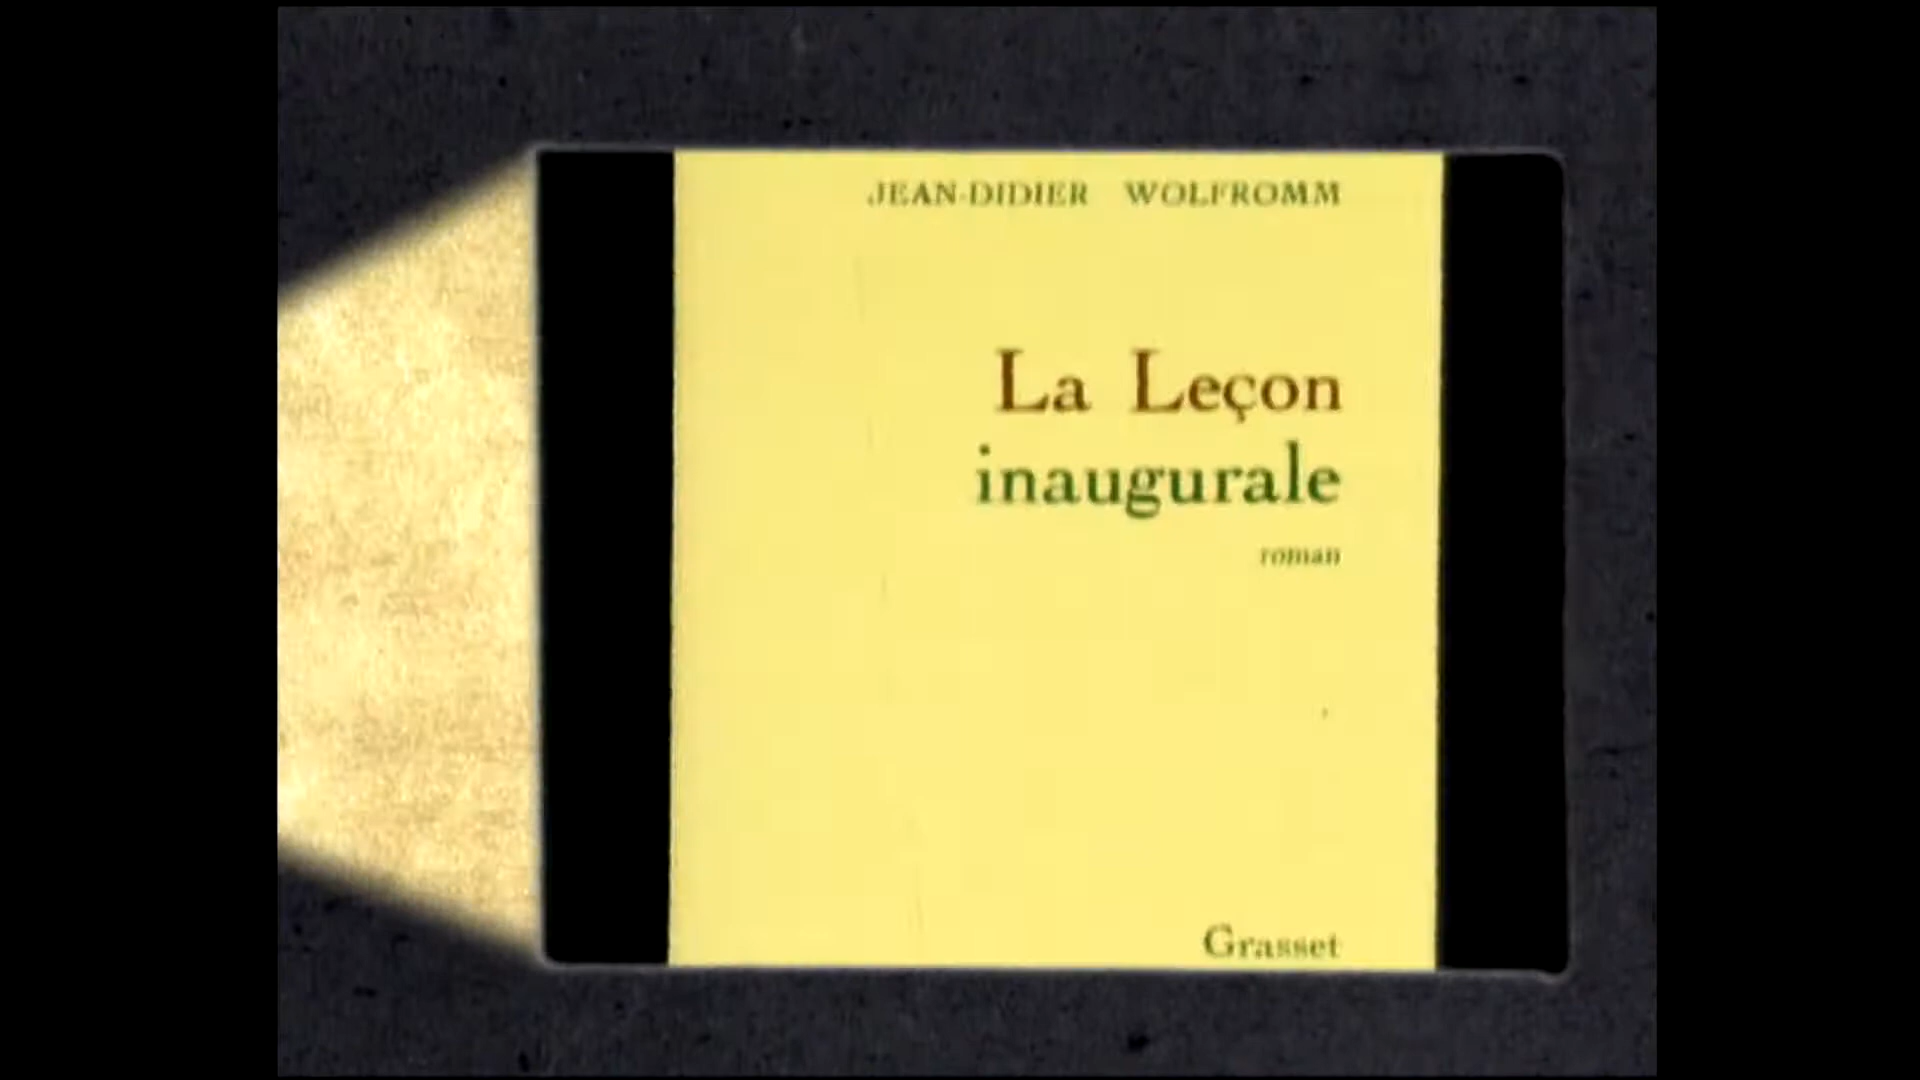 JEAN-DIDIER WOLFROMM
La Leçon
inaugurale
roman
Grasset